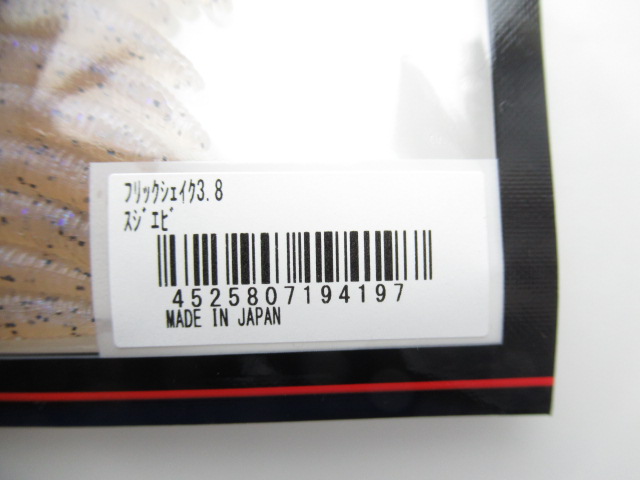 ﾌﾘｯｸｼｪｲｸ3.8
ｽｼﾞｴﾋﾞ
4525807194197
MADE IN JAPAN